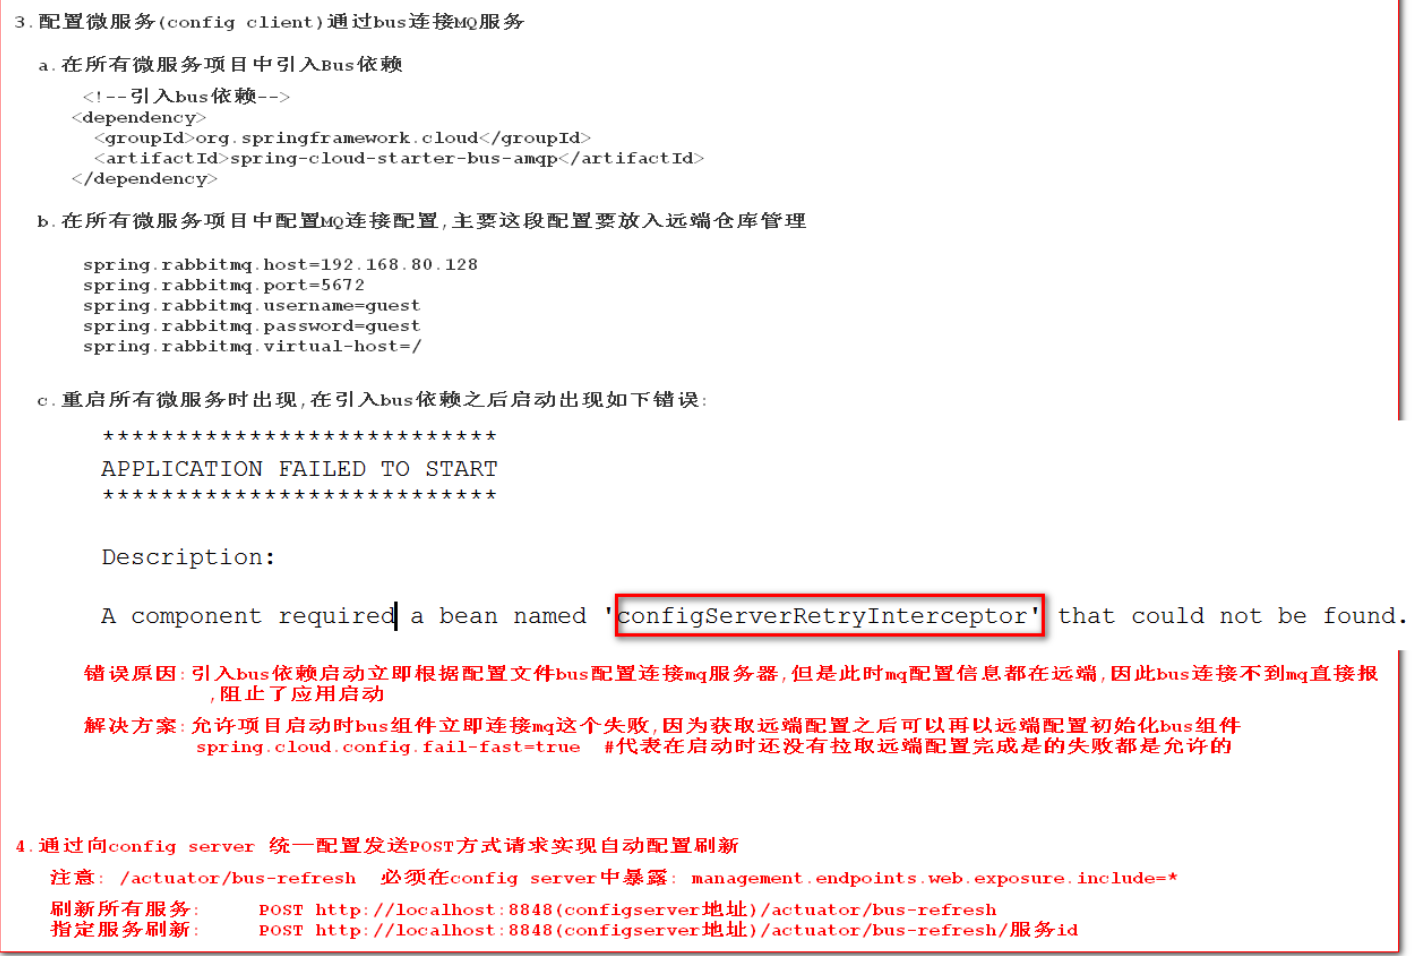 3.配置微服务(config client)通过bus连接MQ服务
a.在所有微服务项目中引入Bus依赖
<!--引入bus依赖-->
<dependency>
<groupId>org.springframework.cloud</groupId>
<artifactId>spring-cloud-starter-bus-amqp</artifactId>
</dependency>
b.在所有微服务项目中配置MQ连接配置,主要这段配置要放入远端仓库管理
spring.rabbitmq.host=192.168.80.128
spring.rabbitmq.port=5672
spring.rabbitmq.username=guest
spring.rabbitmq.password=guest
spring.rabbitmq.virtual-host=/
c.重启所有微服务时出现,在引入bus依赖之后启动出现如下错误:
***************************
APPLICATION FAILED TO START
***************************
Description:
A component required a bean named 'configServerRetryInterceptor' that could not be found.
错误原因:引入bus依赖启动立即根据配置文件bus配置连接mq服务器,但是此时mq配置信息都在远端,因此bus连接不到mq直接报
,阻止了应用启动
解决方案:允许项目启动时bus组件立即连接mq这个失败,因为获取远端配置之后可以再以远端配置初始化bus组件
spring.cloud.config.fail-fast=true #代表在启动时还没有拉取远端配置完成是的失败都是允许的
4.通过向config server 统一配置发送POST方式请求实现自动配置刷新
注意: /actuator/bus-refresh 必须在config server中暴露: management.endpoints.web.exposure.include=*
刷新所有服务: POST http://localhost:8848(configserver地址)/actuator/bus-refresh
指定服务刷新: POST http://localhost:8848(configserver地址)/actuator/bus-refresh/服务id